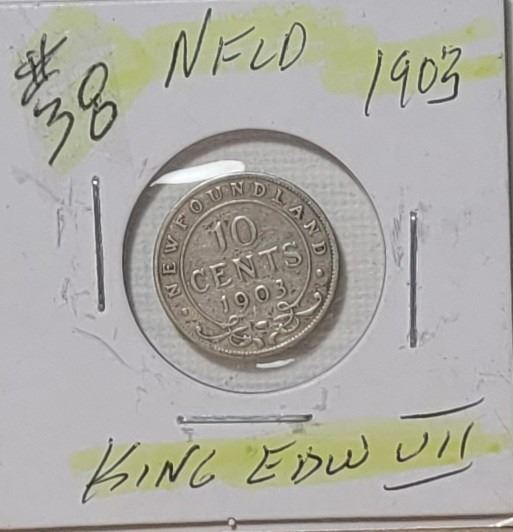 NFLD 1903
#38
NEWFOUNDLAND
10
CENTS
1903
KING EDW VII